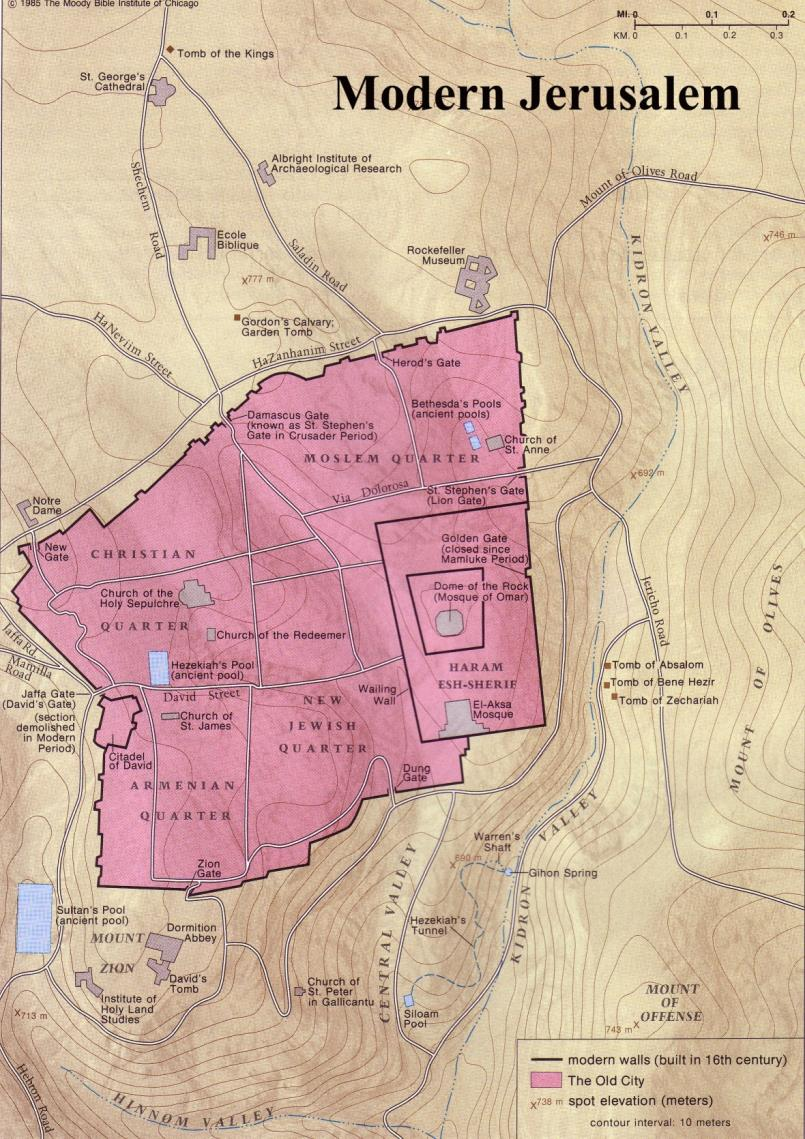 © 1985 The Moody Bible Institute of Chicago
MI. 0 0.1 0.2
KM. 0 0.1 0.2 0.3
Modern Jerusalem
Tomb of the Kings
St. George's
Cathedral
Albright Institute of
Archaeological Research
Shechem Road
Mount of Olives Road
Ecole
Biblique
Saladin Road
Rockefeller
Museum
KIDRON VALLEY
x746 m
x777 m
Gordon's Calvary;
Garden Tomb
HaNeviim Street
HaZanhanim Street
Herod's Gate
Damascus Gate
(known as St. Stephen's
Gate in Crusader Period)
Bethesda's Pools
(ancient pools)
Church of
St. Anne
MOSLEM QUARTER
x692 m
Via Dolorosa
St. Stephen's Gate
(Lion Gate)
Notre
Dame
New
Gate
CHRISTIAN
QUARTER
Golden Gate
(closed since
Mamluke Period)
Dome of the Rock
(Mosque of Omar)
Church of the
Holy Sepulchre
Church of the Redeemer
Jericho Road
MOUNT OF OLIVES
Jaffa Rd.
Mamilla
Road
Hezekiah's Pool
(ancient pool)
David Street
HARAM
ESH-SHERIF
Tomb of Absalom
Tomb of Bene Hezir
Tomb of Zechariah
Jaffa Gate
(David's Gate)
(section
demolished
in Modern
Period)
Wailing
Wall
NEW
JEWISH
QUARTER
El-Aksa
Mosque
Church of
St. James
Citadel
of David
ARMENIAN
QUARTER
Dung
Gate
Zion
Gate
Warren's
Shaft
x690 m
Gihon Spring
KIDRON VALLEY
CENTRAL VALLEY
Hezekiah's
Tunnel
Sultan's Pool
(ancient pool)
MOUNT
ZION
Dormition
Abbey
David's
Tomb
Institute of
Holy Land
Studies
Church of
St. Peter
in Gallicantu
Siloam
Pool
MOUNT
OF
OFFENSE
743 m x
x713 m
Hebron Road
HINNOM VALLEY
modern walls (built in 16th century)
The Old City
x738 m spot elevation (meters)
contour interval: 10 meters